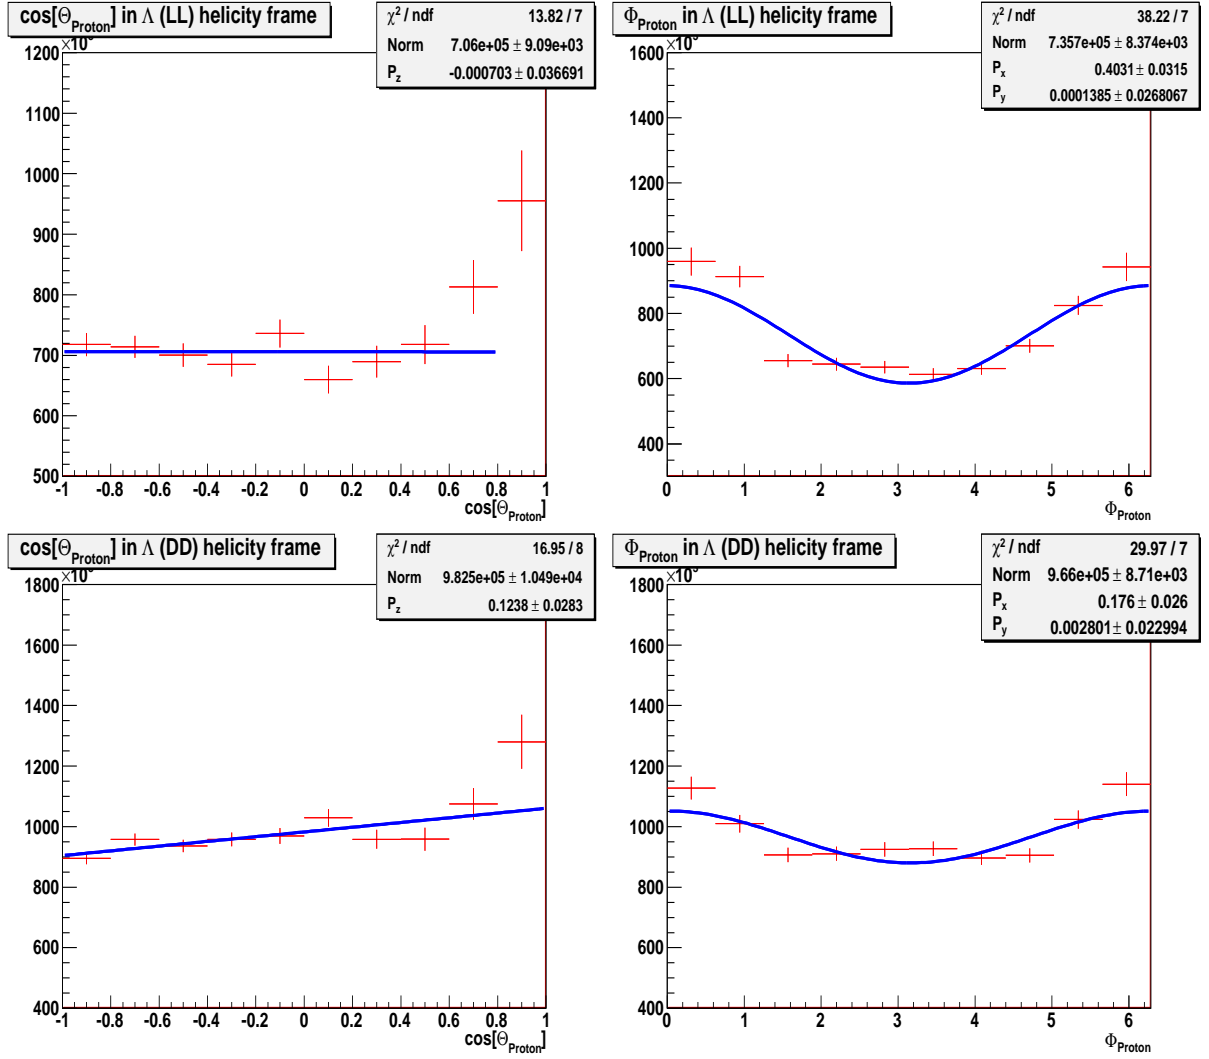 cos[Θ_Proton] in Λ (LL) helicity frame
χ² / ndf 13.82 / 7
Norm 7.06e+05 ± 9.09e+03
P_z -0.000703 ± 0.036691
1200
1100
1000
900
800
700
600
500
-1 -0.8 -0.6 -0.4 -0.2 0 0.2 0.4 0.6 0.8 1
cos[Θ_Proton]
Φ_Proton in Λ (LL) helicity frame
χ² / ndf 38.22 / 7
Norm 7.357e+05 ± 8.374e+03
P_x 0.4031 ± 0.0315
P_y 0.0001385 ± 0.0268067
1600
1400
1200
1000
800
600
400
0 1 2 3 4 5 6
Φ_Proton
cos[Θ_Proton] in Λ (DD) helicity frame
χ² / ndf 16.95 / 8
Norm 9.825e+05 ± 1.049e+04
P_z 0.1238 ± 0.0283
1800
1600
1400
1200
1000
800
600
400
-1 -0.8 -0.6 -0.4 -0.2 0 0.2 0.4 0.6 0.8 1
cos[Θ_Proton]
Φ_Proton in Λ (DD) helicity frame
χ² / ndf 29.97 / 7
Norm 9.66e+05 ± 8.71e+03
P_x 0.176 ± 0.026
P_y 0.002801 ± 0.022994
1800
1600
1400
1200
1000
800
600
400
0 1 2 3 4 5 6
Φ_Proton